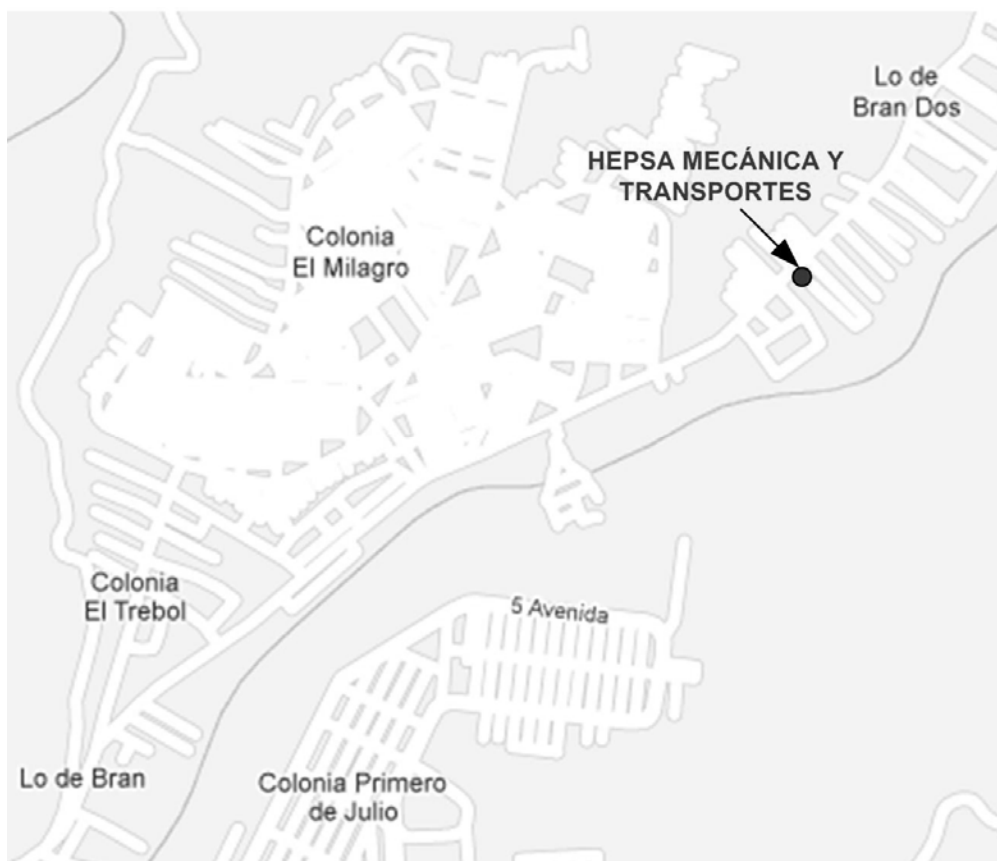 Lo de
Bran Dos
HEPSA MECÁNICA Y
TRANSPORTES
Colonia
El Milagro
Colonia
El Trebol
5 Avenida
Lo de Bran
Colonia Primero
de Julio